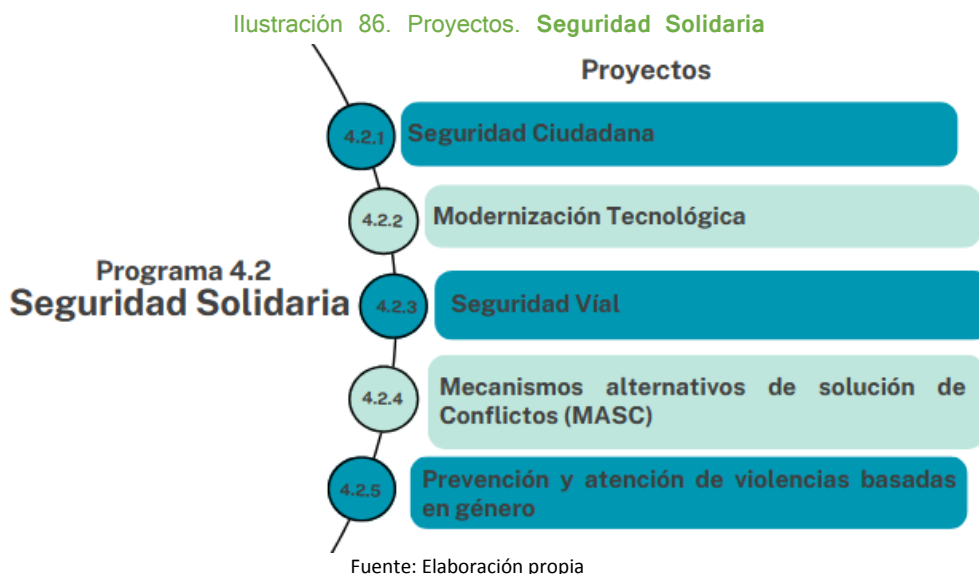 Ilustración 86. Proyectos. Seguridad Solidaria
Proyectos
4.2.1 Seguridad Ciudadana
4.2.2 Modernización Tecnológica
Programa 4.2
Seguridad Solidaria
4.2.3 Seguridad Víal
4.2.4 Mecanismos alternativos de solución de
Conflictos (MASC)
4.2.5 Prevención y atención de violencias basadas
en género
Fuente: Elaboración propia